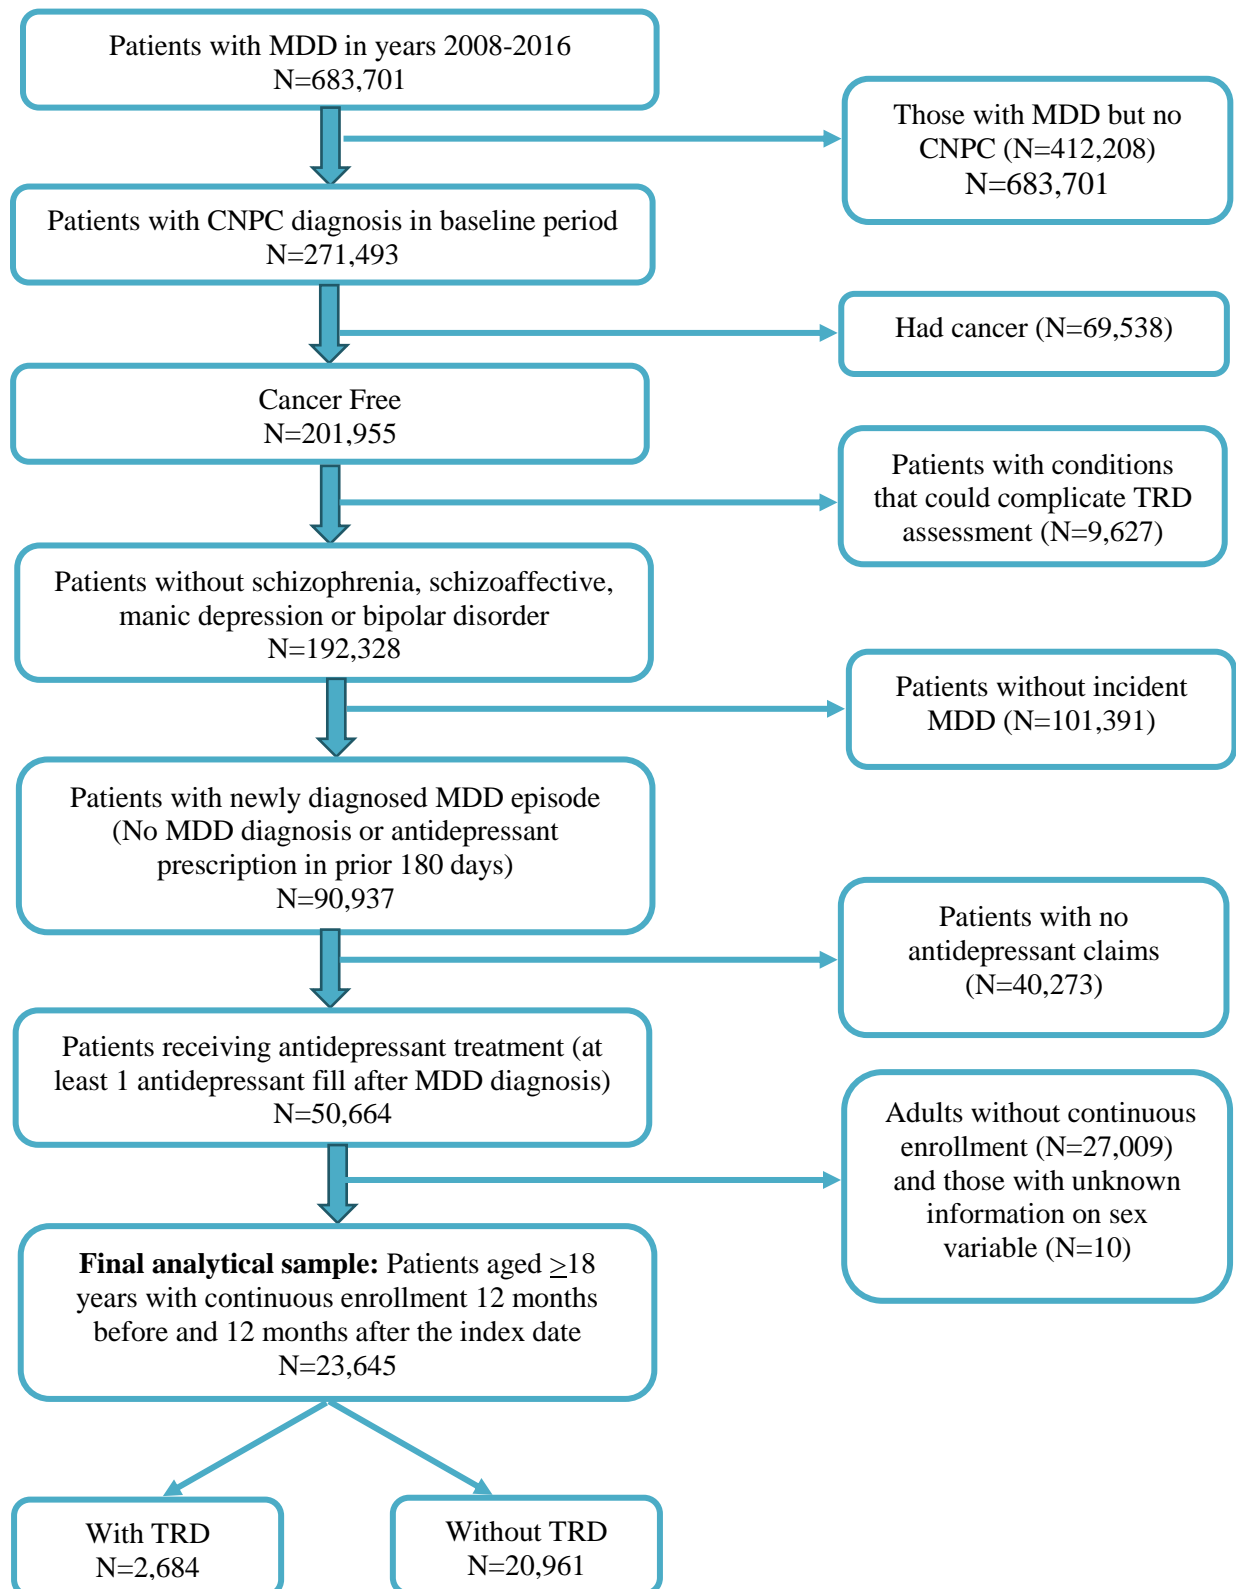 Patients with MDD in years 2008-2016
N=683,701
Those with MDD but no
CNPC (N=412,208)
N=683,701
Patients with CNPC diagnosis in baseline period
N=271,493
Had cancer (N=69,538)
Cancer Free
N=201,955
Patients with conditions
that could complicate TRD
assessment (N=9,627)
Patients without schizophrenia, schizoaffective,
manic depression or bipolar disorder
N=192,328
Patients without incident
MDD (N=101,391)
Patients with newly diagnosed MDD episode
(No MDD diagnosis or antidepressant
prescription in prior 180 days)
N=90,937
Patients with no
antidepressant claims
(N=40,273)
Patients receiving antidepressant treatment (at
least 1 antidepressant fill after MDD diagnosis)
N=50,664
Adults without continuous
enrollment (N=27,009)
and those with unknown
information on sex
variable (N=10)
Final analytical sample: Patients aged ≥18
years with continuous enrollment 12 months
before and 12 months after the index date
N=23,645
With TRD
N=2,684
Without TRD
N=20,961